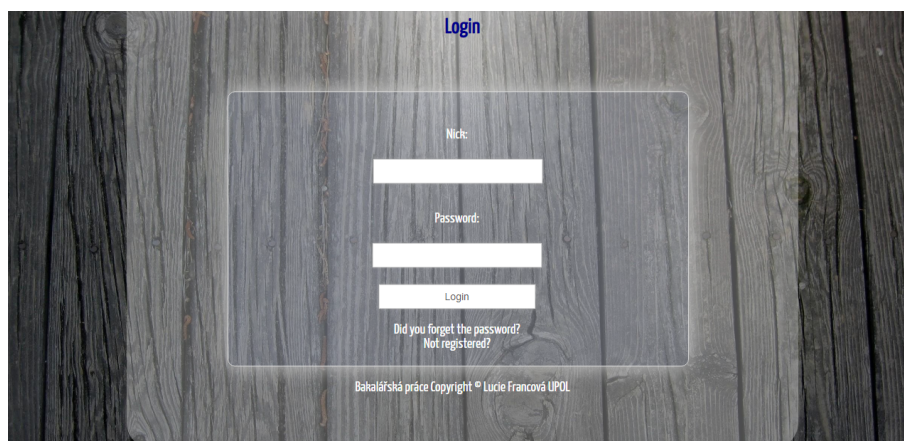 Login
Nick:
Password:
Login
Did you forget the password?
Not registered?
Bakalářská práce Copyright © Lucie Francová UPOL